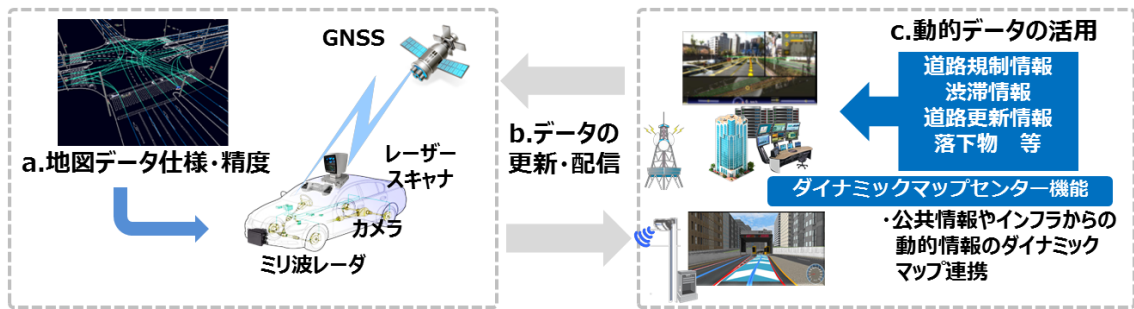 GNSS
a.地図データ仕様・精度
レーザー
スキャナ
カメラ
ミリ波レーダ
b.データの
更新・配信
c.動的データの活用
道路規制情報
渋滞情報
道路更新情報
落下物　等
ダイナミックマップセンター機能
・公共情報やインフラからの
動的情報のダイナミック
マップ連携